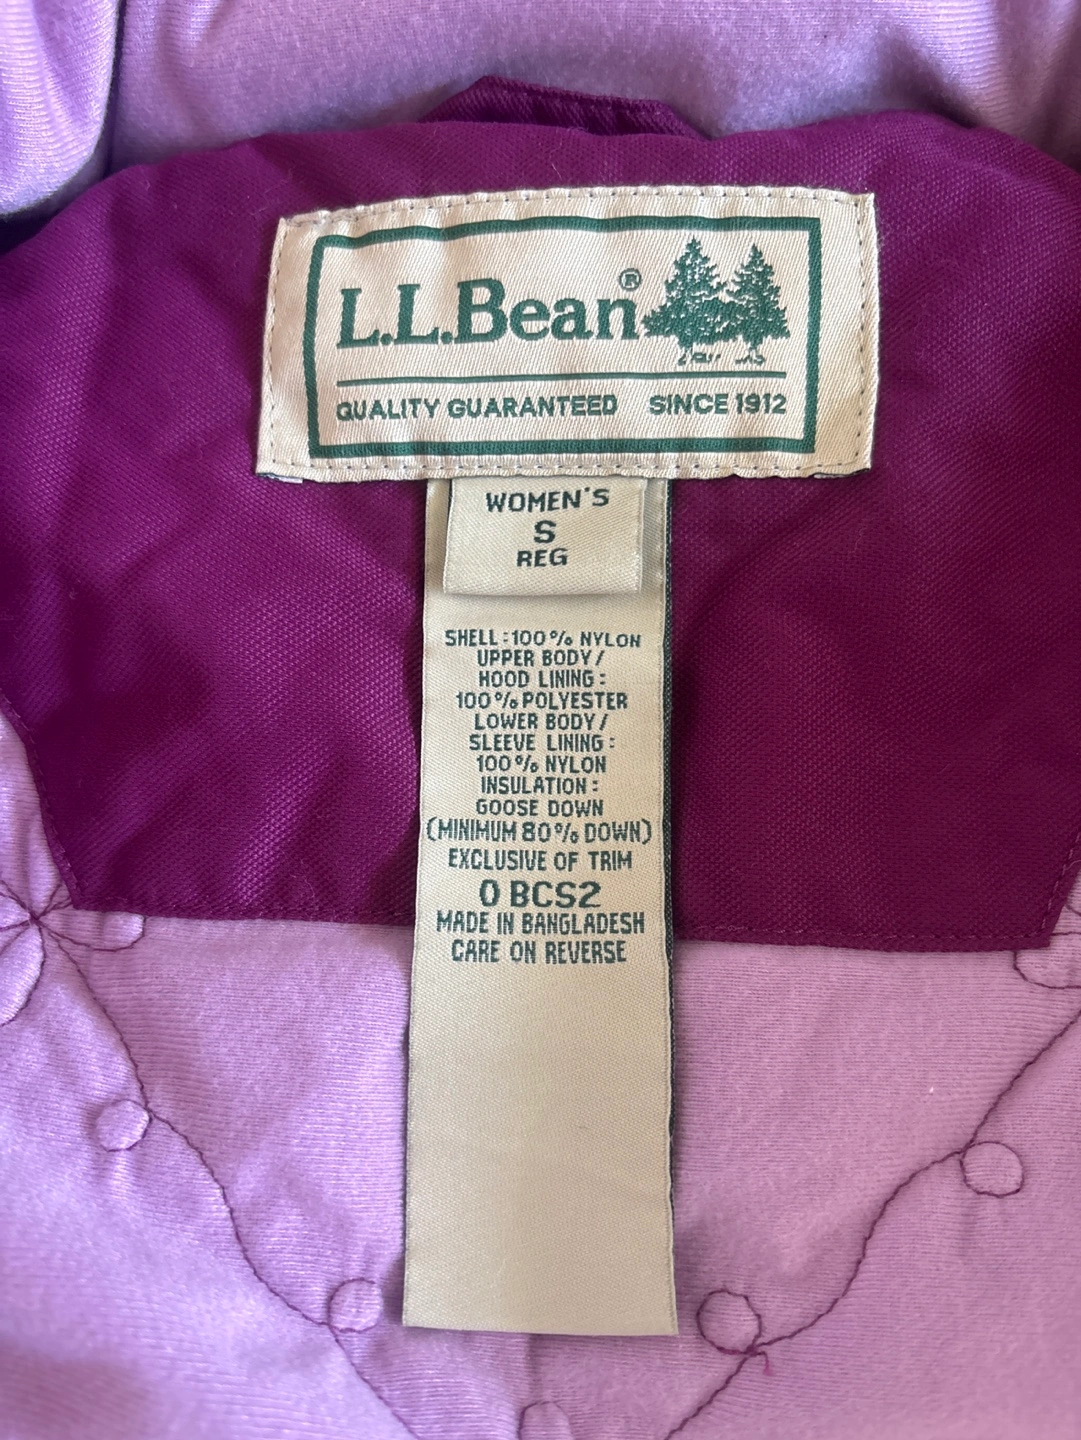 L.L.Bean®
QUALITY GUARANTEED SINCE 1912
WOMEN'S
S
REG
SHELL:100% NYLON
UPPER BODY/
HOOD LINING:
100% POLYESTER
LOWER BODY/
SLEEVE LINING:
100% NYLON
INSULATION:
GOOSE DOWN
(MINIMUM 80% DOWN)
EXCLUSIVE OF TRIM
0 BCS2
MADE IN BANGLADESH
CARE ON REVERSE